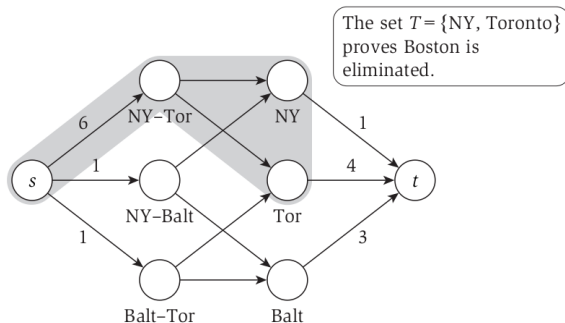 The set T = {NY, Toronto}
proves Boston is
eliminated.
6
NY–Tor
NY
1
s
1
NY–Balt
Tor
4
t
1
3
Balt–Tor
Balt